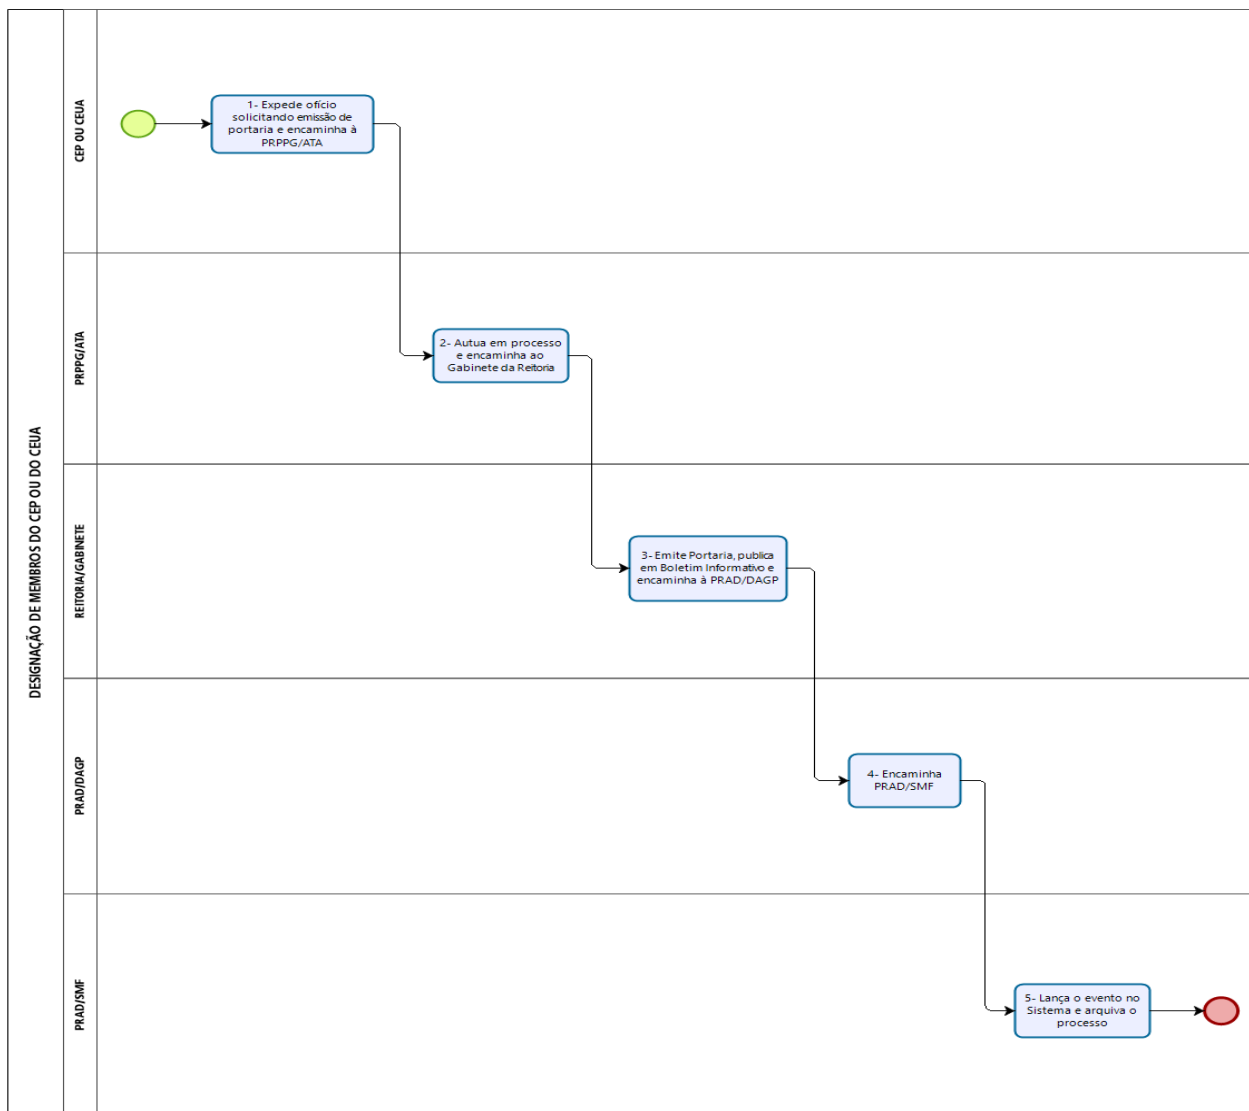 DESIGNAÇÃO DE MEMBROS DO CEP OU DO CEUA
CEP OU CEUA
1- Expede ofício
solicitando emissão de
portaria e encaminha à
PRPPG/ATA
PRPPG/ATA
2- Autua em processo
e encaminha ao
Gabinete da Reitoria
REITORIA/GABINETE
3- Emite Portaria, publica
em Boletim Informativo e
encaminha à PRAD/DAGP
PRAD/DAGP
4- Encaminha
PRAD/SMF
PRAD/SMF
5- Lança o evento no
Sistema e arquiva o
processo